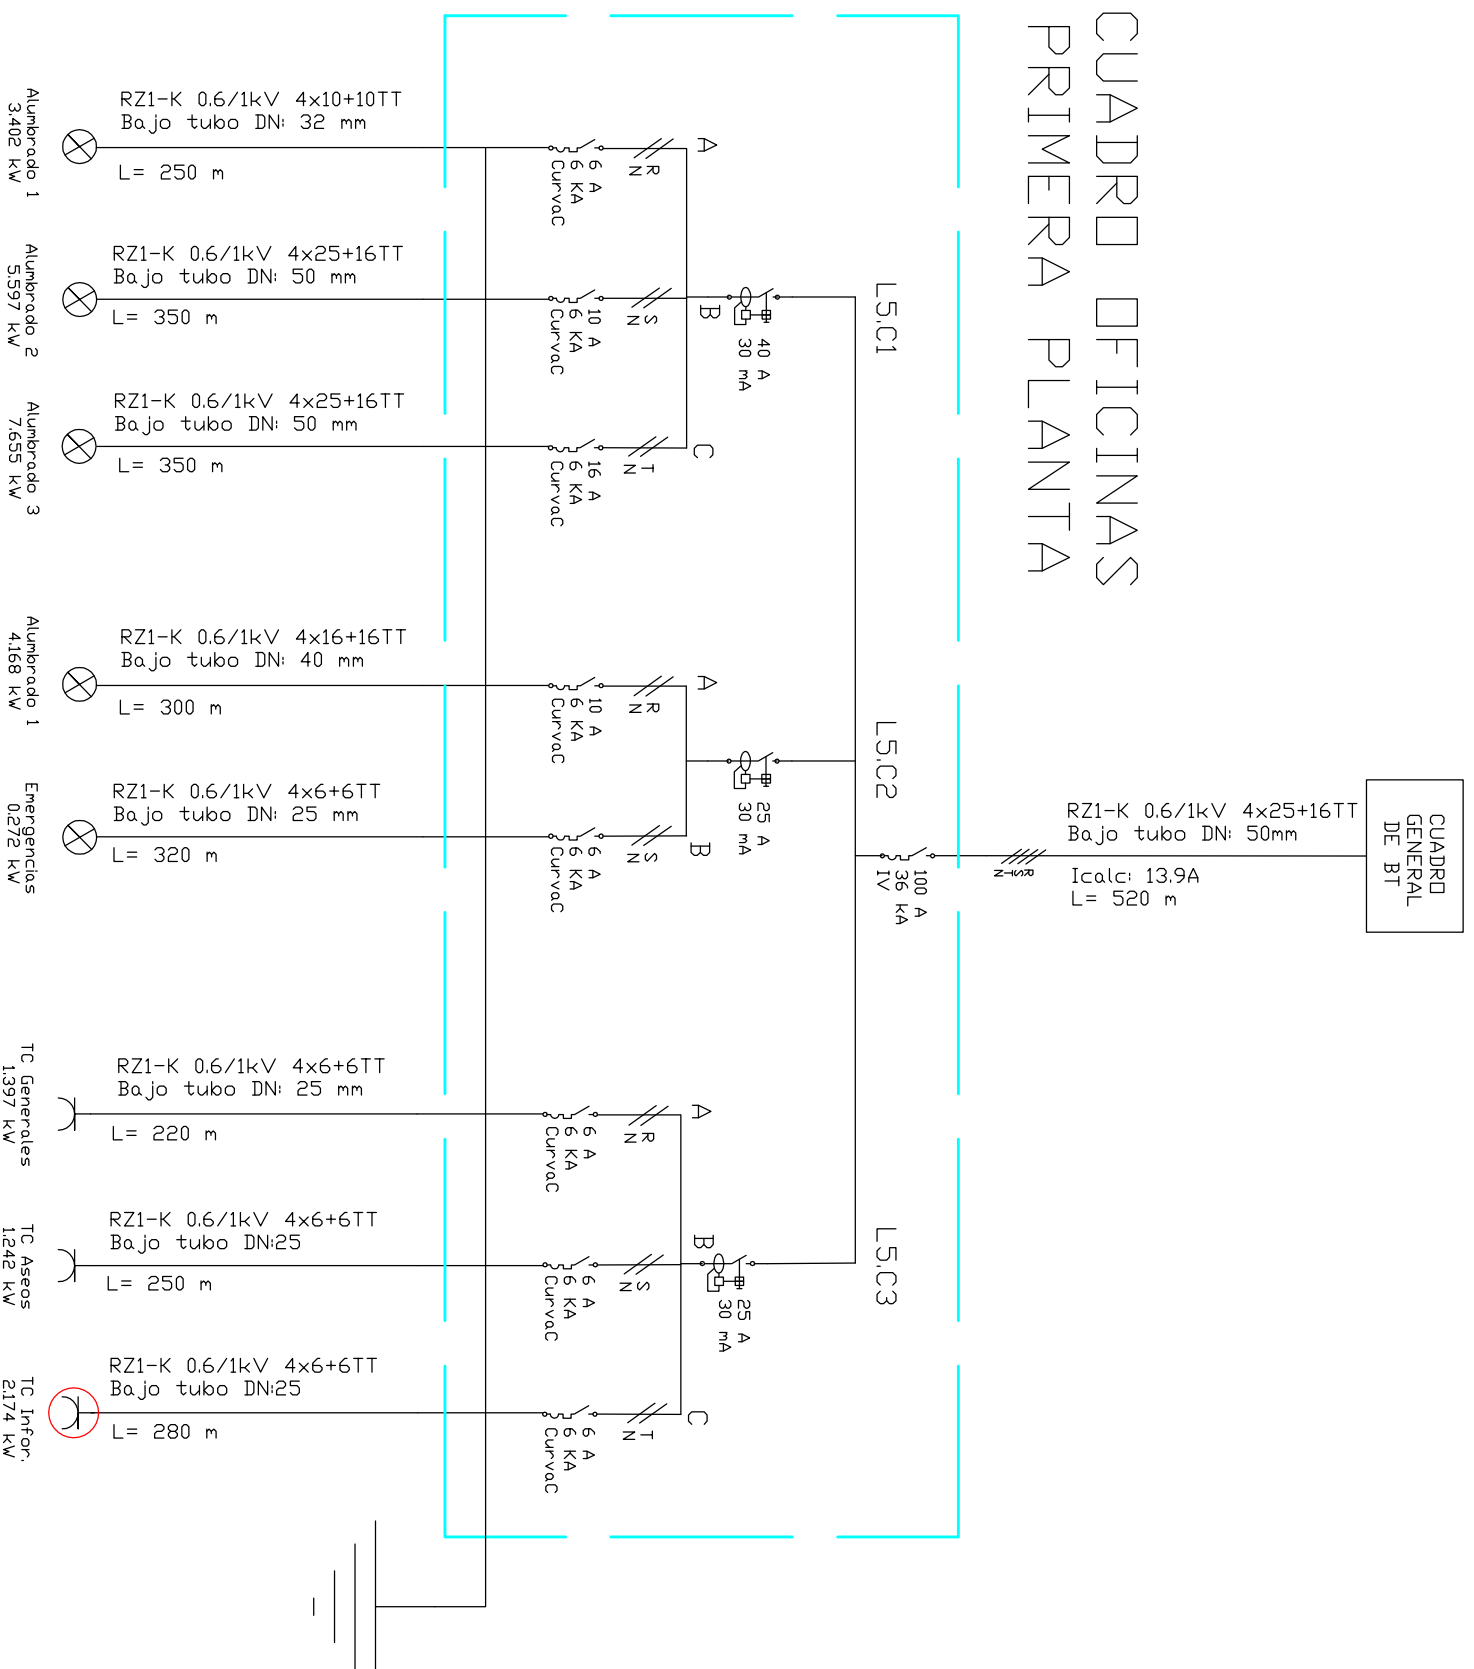 CUADRO OFICINAS
PRIMERA PLANTA
CUADRO
GENERAL
DE BT
RZ1-K 0.6/1kV 4x25+16TT
Bajo tubo DN: 50mm
Icalc: 13.9A
L= 520 m
R
S
T
N
100 A
36 kA
IV
L5.C1
40 A
30 mA
A
R
N
6 A
6 KA
CurvaC
RZ1-K 0.6/1kV 4x10+10TT
Bajo tubo DN: 32 mm
L= 250 m
Alumbrado 1
3.402 kW
B
S
N
10 A
6 KA
CurvaC
RZ1-K 0.6/1kV 4x25+16TT
Bajo tubo DN: 50 mm
L= 350 m
Alumbrado 2
5.597 kW
C
T
N
16 A
6 KA
CurvaC
RZ1-K 0.6/1kV 4x25+16TT
Bajo tubo DN: 50 mm
L= 350 m
Alumbrado 3
7.655 kW
L5.C2
25 A
30 mA
A
R
N
10 A
6 KA
CurvaC
RZ1-K 0.6/1kV 4x16+16TT
Bajo tubo DN: 40 mm
L= 300 m
Alumbrado 1
4.168 kW
B
S
N
6 A
6 KA
CurvaC
RZ1-K 0.6/1kV 4x6+6TT
Bajo tubo DN: 25 mm
L= 320 m
Emergencias
0.272 kW
L5.C3
25 A
30 mA
A
R
N
6 A
6 KA
CurvaC
RZ1-K 0.6/1kV 4x6+6TT
Bajo tubo DN: 25 mm
L= 220 m
TC Generales
1.397 kW
B
S
N
6 A
6 KA
CurvaC
RZ1-K 0.6/1kV 4x6+6TT
Bajo tubo DN:25
L= 250 m
TC Aseos
1.242 kW
C
T
N
6 A
6 KA
CurvaC
RZ1-K 0.6/1kV 4x6+6TT
Bajo tubo DN:25
L= 280 m
TC Infor.
2.174 kW